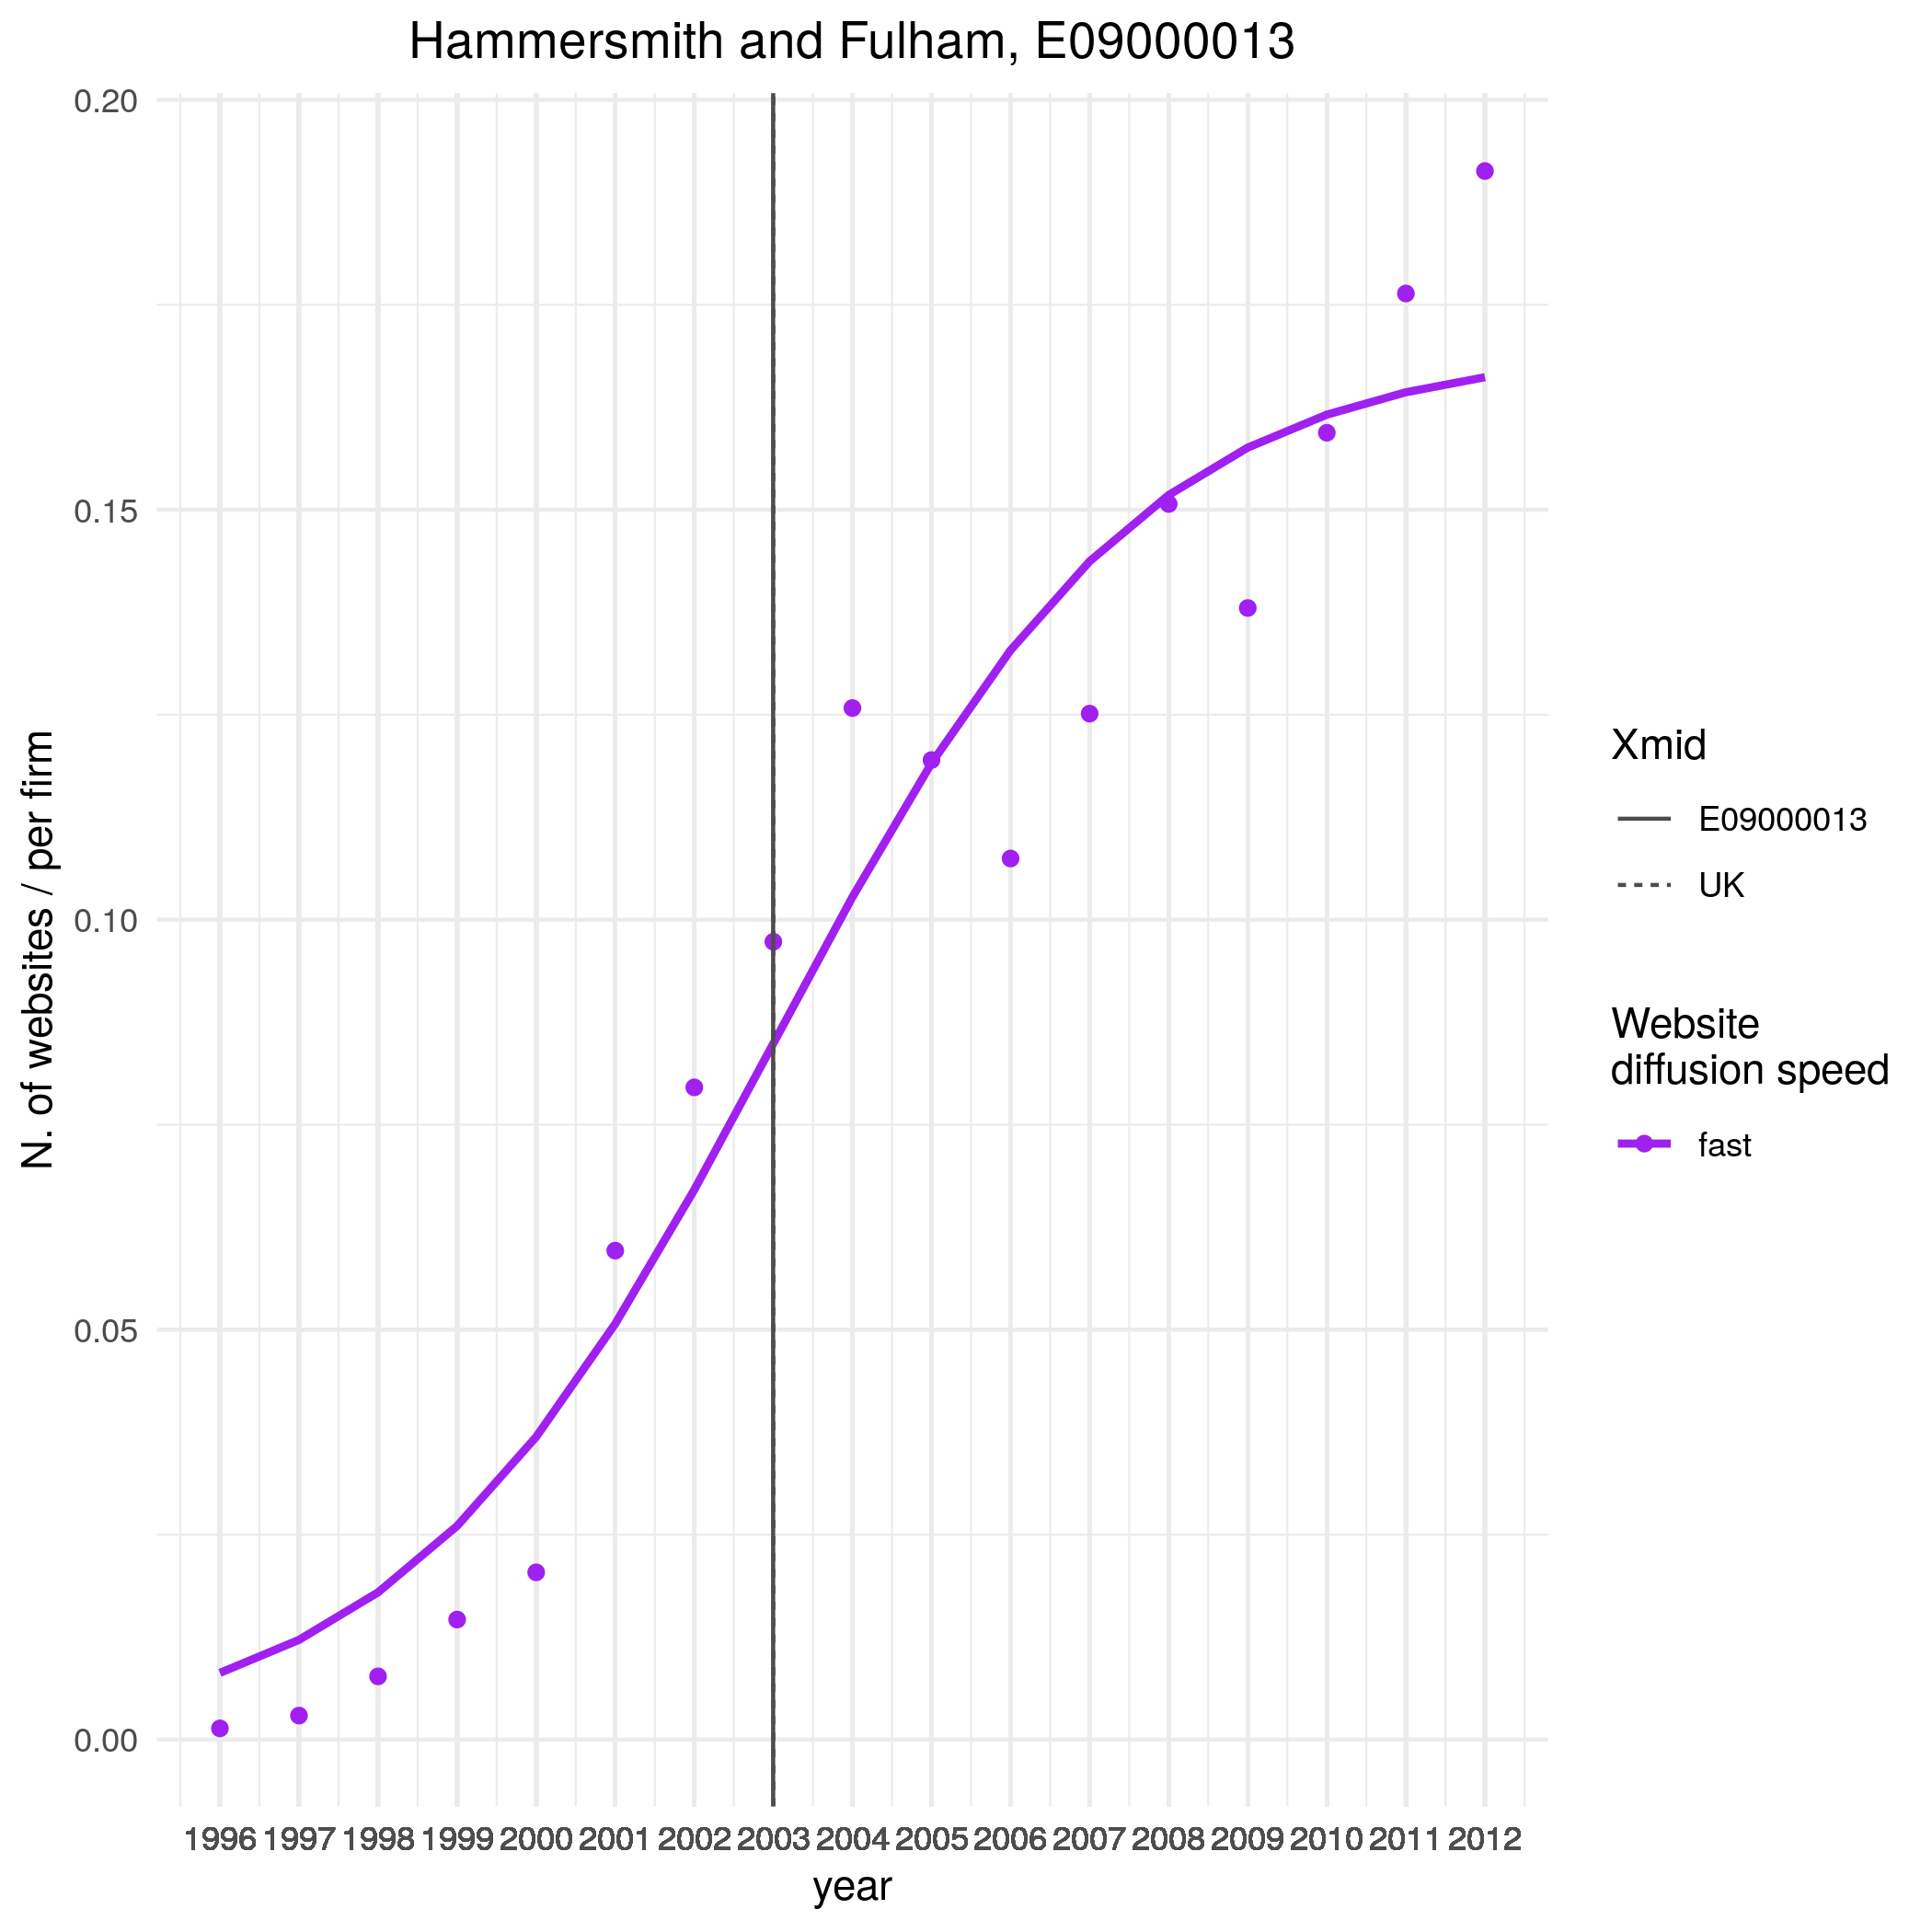 Hammersmith and Fulham, E09000013
0.20
0.15
0.10
0.05
0.00
N. of websites / per firm
1996 1997 1998 1999 2000 2001 2002 2003 2004 2005 2006 2007 2008 2009 2010 2011 2012
year
Xmid
E09000013
UK
Website
diffusion speed
fast